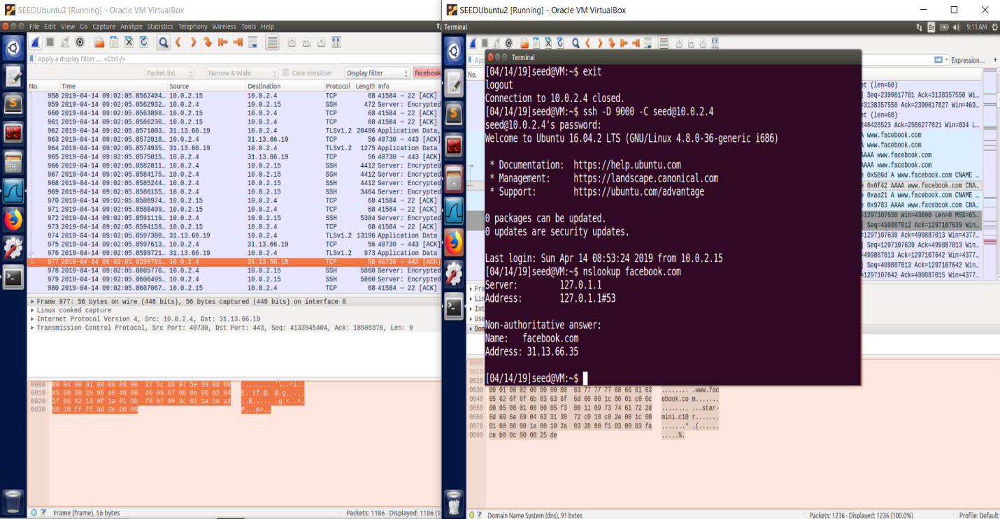 SEEDUbuntu3 [Running] - Oracle VM VirtualBox
File Edit View Go Capture Analyze Statistics Telephony Wireless Tools Help
Apply a display filter ... <Ctrl-/>
Packet list Narrow & Wide Case sensitive Display filter facebook
No. Time Source Destination Protocol Length Info
958 2019-04-14 09:02:05.8562404… 10.0.2.15 10.0.2.4 TCP 68 41584 → 22 [ACK]
959 2019-04-14 09:02:05.8562932… 10.0.2.4 10.0.2.15 SSH 472 Server: Encrypted
960 2019-04-14 09:02:05.8563898… 10.0.2.15 10.0.2.4 TCP 68 41584 → 22 [ACK]
961 2019-04-14 09:02:05.8566230… 10.0.2.15 10.0.2.4 TCP 68 41584 → 22 [ACK]
962 2019-04-14 09:02:05.8571803… 31.13.66.19 10.0.2.4 TLSv1.2 20496 Application Data,
963 2019-04-14 09:02:05.8572018… 10.0.2.4 31.13.66.19 TCP 56 40730 → 443 [ACK]
964 2019-04-14 09:02:05.8574935… 31.13.66.19 10.0.2.4 TLSv1.2 1275 Application Data
965 2019-04-14 09:02:05.8575015… 10.0.2.4 31.13.66.19 TCP 56 40730 → 443 [ACK]
966 2019-04-14 09:02:05.8582811… 10.0.2.4 10.0.2.15 SSH 4412 Server: Encrypted
967 2019-04-14 09:02:05.8584175… 10.0.2.4 10.0.2.15 SSH 4412 Server: Encrypted
968 2019-04-14 09:02:05.8585244… 10.0.2.4 10.0.2.15 SSH 4412 Server: Encrypted
969 2019-04-14 09:02:05.8586155… 10.0.2.4 10.0.2.15 SSH 3464 Server: Encrypted
970 2019-04-14 09:02:05.8586974… 10.0.2.15 10.0.2.4 TCP 68 41584 → 22 [ACK]
971 2019-04-14 09:02:05.8588499… 10.0.2.15 10.0.2.4 TCP 68 41584 → 22 [ACK]
972 2019-04-14 09:02:05.8591119… 10.0.2.4 10.0.2.15 SSH 5384 Server: Encrypted
973 2019-04-14 09:02:05.8594159… 10.0.2.15 10.0.2.4 TCP 68 41584 → 22 [ACK]
974 2019-04-14 09:02:05.8597380… 31.13.66.19 10.0.2.4 TLSv1.2 13196 Application Data
975 2019-04-14 09:02:05.8597613… 10.0.2.4 31.13.66.19 TCP 56 40730 → 443 [ACK]
976 2019-04-14 09:02:05.8599721… 31.13.66.19 10.0.2.4 TLSv1.2 973 Application Data
977 2019-04-14 09:02:05.8599791… 10.0.2.4 31.13.66.19 TCP 56 40730 → 443 [ACK]
978 2019-04-14 09:02:05.8605770… 10.0.2.4 10.0.2.15 SSH 5860 Server: Encrypted
979 2019-04-14 09:02:05.8606495… 10.0.2.4 10.0.2.15 SSH 5860 Server: Encrypted
980 2019-04-14 09:02:05.8607067… 10.0.2.15 10.0.2.4 TCP 68 41584 → 22 [ACK]
Frame 977: 56 bytes on wire (448 bits), 56 bytes captured (448 bits) on interface 0
Linux cooked capture
Internet Protocol Version 4, Src: 10.0.2.4, Dst: 31.13.66.19
Transmission Control Protocol, Src Port: 40730, Dst Port: 443, Seq: 4133945404, Ack: 18505378, Len: 0
0000 00 04 00 01 00 06 08 00 27 5c 88 97 5e 69 08 00 ........ '\..^i..
0010 45 00 00 28 66 a6 40 00 40 06 67 06 0a 00 02 04 E..(f.@. @.g.....
0020 1f 0d 42 13 9f 1a 01 bb f6 67 08 3c 01 1a 5e a2 ..B..... .g.<..^.
0030 50 10 ff ff 6d 3e 00 00 P...m>..
Frame (frame), 56 bytes Packets: 1186 · Displayed: 1186 (1
SEEDUbuntu2 [Running] - Oracle VM VirtualBox
Terminal En 9:11 AM
App Expression… +
No.
Terminal
[04/14/19]seed@VM:~$ exit
logout
Connection to 10.0.2.4 closed.
[04/14/19]seed@VM:~$ ssh -D 9000 -C seed@10.0.2.4
seed@10.0.2.4's password:
Welcome to Ubuntu 16.04.2 LTS (GNU/Linux 4.8.0-36-generic i686)
* Documentation: https://help.ubuntu.com
* Management: https://landscape.canonical.com
* Support: https://ubuntu.com/advantage
0 packages can be updated.
0 updates are security updates.
Last login: Sun Apr 14 08:53:24 2019 from 10.0.2.15
[04/14/19]seed@VM:~$ nslookup facebook.com
Server: 127.0.1.1
Address: 127.0.1.1#53
Non-authoritative answer:
Name: facebook.com
Address: 31.13.66.35
[04/14/19]seed@VM:~$
et (len=60)
Seq=2399617781 Ack=3138357550 Wi…
] Seq=3138357550 Ack=2399617827 Win=469…
et (len=68)
246428523 Ack=2586277021 Win=834 L…
A www.facebook.com
A www.facebook.com
AAAA www.facebook.com
AAAA www.facebook.com
e 0x586d A www.facebook.com CNAME …
e 0x0f42 AAAA www.facebook.com CNA…
e 0xaa21 A www.facebook.com CNAME …
e 0x9783 AAAA www.facebook.com CNA…
=1297107638 Win=43690 Len=0 MSS=65…
] Seq=499887012 Ack=1297107639 Win…
=1297107639 Ack=499887013 Win=4377…
] Seq=1297107639 Ack=499887013 Win…
] Seq=499887013 Ack=1297107642 Win…
] Seq=499887013 Ack=1297107642 Win…
=1297107642 Ack=499887015 Win=4377…
Fra
Lin
Int
Use
Dom
0000
0010
0020
0030 00 01 00 02 00 00 00 00 03 77 77 77 08 66 61 63 ........ .www.fac
65 62 6f 6f 6b 03 63 6f 6d 00 00 1c 00 01 c0 0c ebook.co m.......
00 05 00 01 00 00 05 f3 00 11 09 73 74 61 72 2d ........ ...star-
0060 6d 69 6e 69 04 63 31 30 72 c0 10 c0 2e 00 1c 00 mini.c10 r.......
0070 01 00 00 00 1e 00 10 2a 03 28 80 f1 03 00 83 fa .......* .(......
ce b0 0c 00 00 25 de .....%.
Domain Name System (dns), 91 bytes Packets: 1236 · Displayed: 1236 (100.0%) Profile: Default